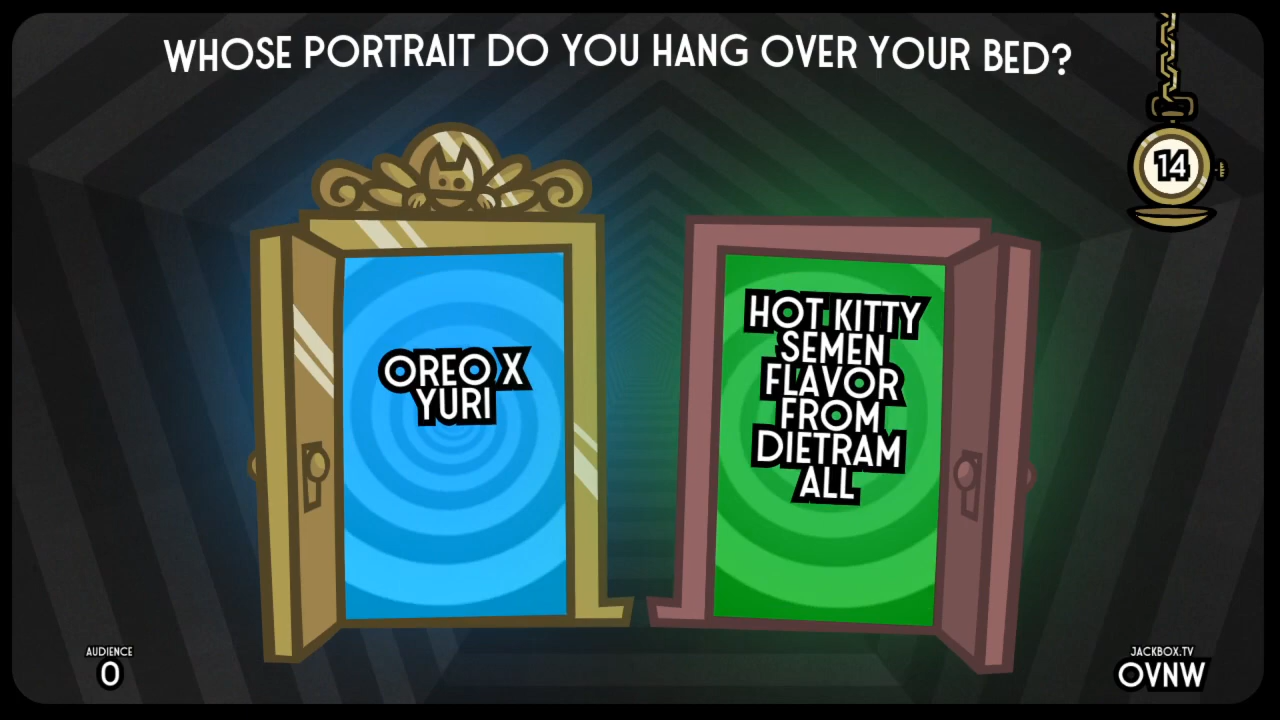 WHOSE PORTRAIT DO YOU HANG OVER YOUR BED?
14
OREO X
YURI
HOT KITTY
SEMEN
FLAVOR
FROM
DIETRAM
ALL
AUDIENCE
0
JACKBOX.TV
OVNW